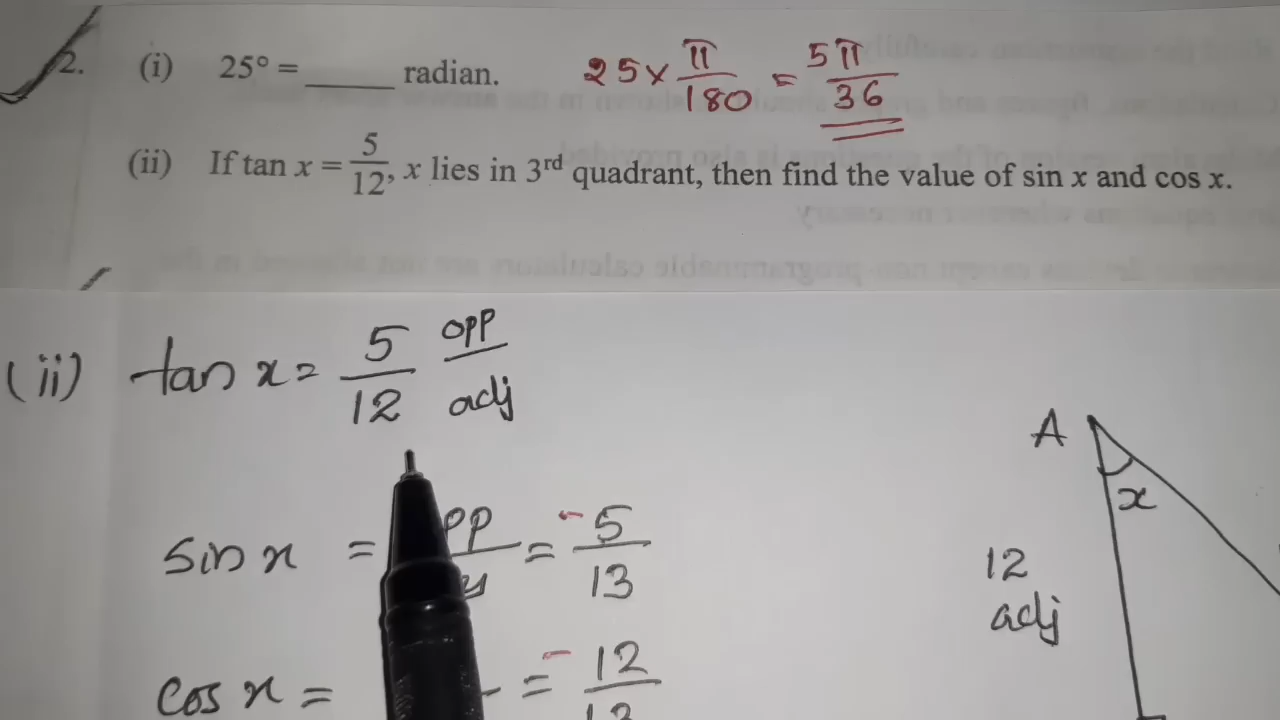 2. (i) 25° = ______ radian. 25 × π/180 = 5π/36
(ii) If tan x = 5/12, x lies in 3rd quadrant, then find the value of sin x and cos x.
(ii) tan x = 5/12 opp/adj
A
x
sin x = = -5/13
12
adj
cos x = = -12/13